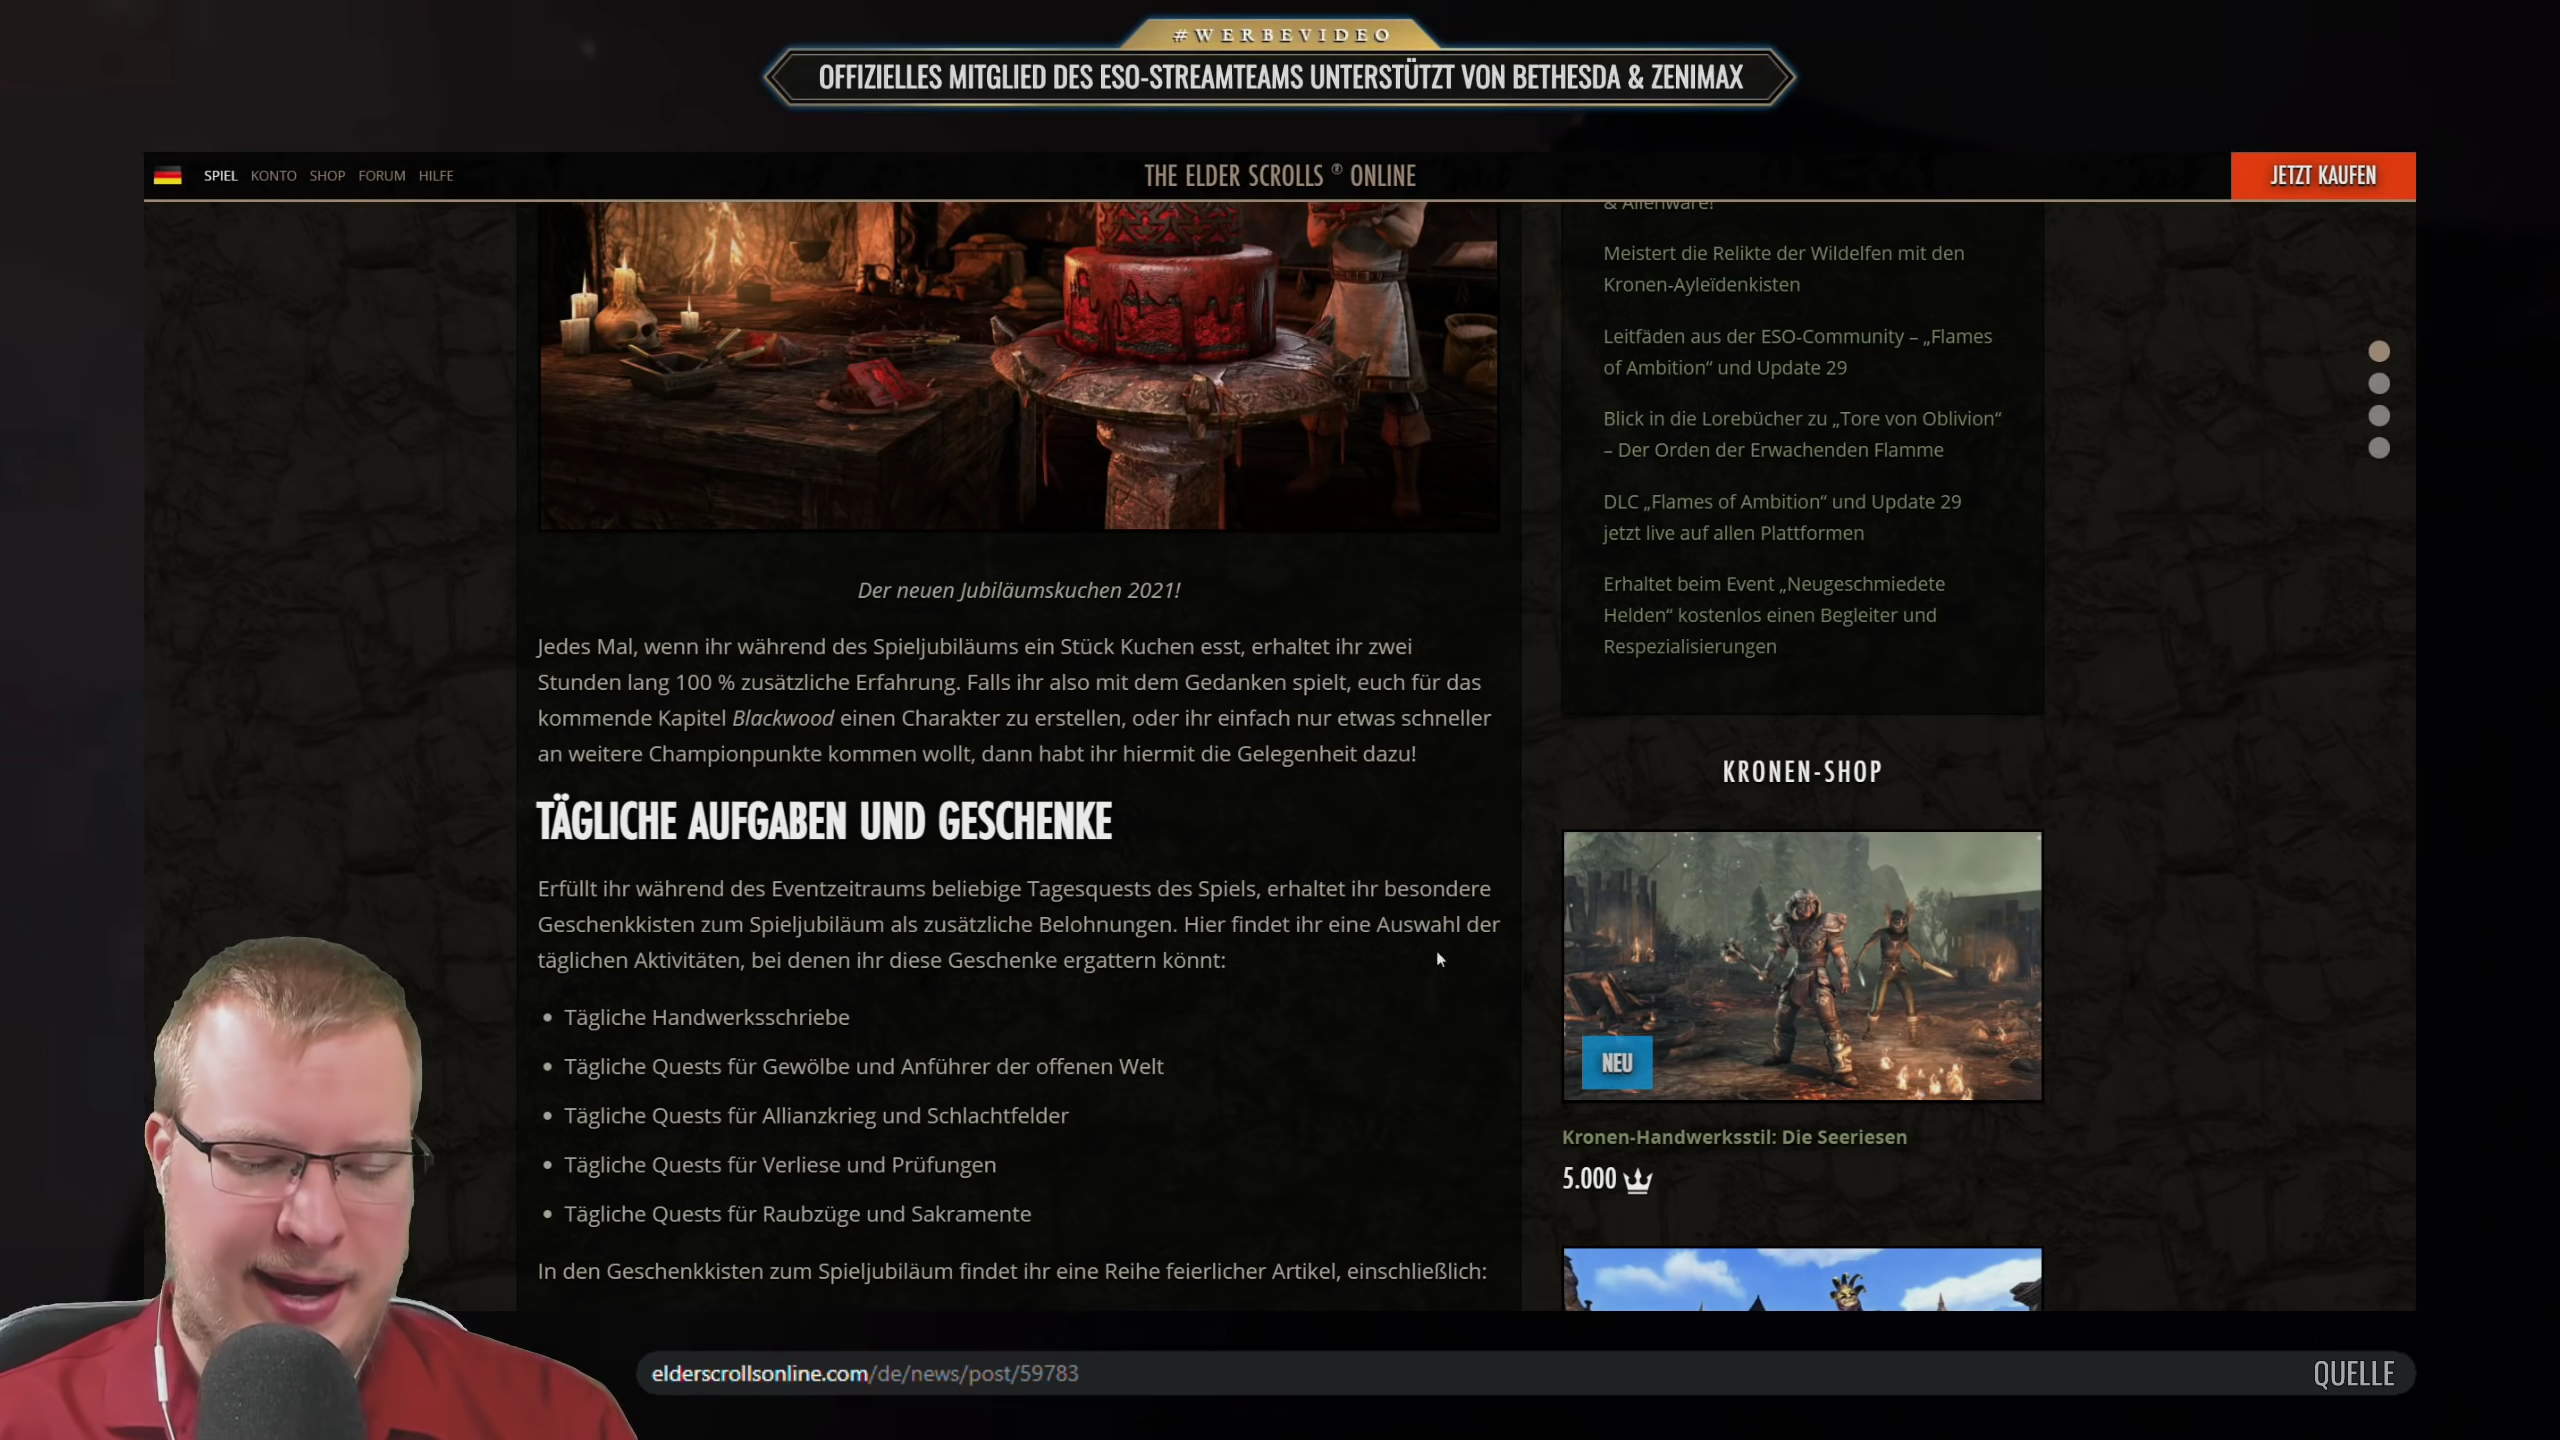 #WERBEVIDEO
OFFIZIELLES MITGLIED DES ESO-STREAMTEAMS UNTERSTÜTZT VON BETHESDA & ZENIMAX
SPIEL KONTO SHOP FORUM HILFE
THE ELDER SCROLLS ® ONLINE
JETZT KAUFEN
& Alienware!
Meistert die Relikte der Wildelfen mit den
Kronen-Ayleïdenkisten
Leitfäden aus der ESO-Community – „Flames
of Ambition“ und Update 29
Blick in die Lorebücher zu „Tore von Oblivion“
– Der Orden der Erwachenden Flamme
DLC „Flames of Ambition“ und Update 29
jetzt live auf allen Plattformen
Erhaltet beim Event „Neugeschmiedete
Helden“ kostenlos einen Begleiter und
Respezialisierungen
Der neuen Jubiläumskuchen 2021!
Jedes Mal, wenn ihr während des Spieljubiläums ein Stück Kuchen esst, erhaltet ihr zwei
Stunden lang 100 % zusätzliche Erfahrung. Falls ihr also mit dem Gedanken spielt, euch für das
kommende Kapitel Blackwood einen Charakter zu erstellen, oder ihr einfach nur etwas schneller
an weitere Championpunkte kommen wollt, dann habt ihr hiermit die Gelegenheit dazu!
TÄGLICHE AUFGABEN UND GESCHENKE
Erfüllt ihr während des Eventzeitraums beliebige Tagesquests des Spiels, erhaltet ihr besondere
Geschenkkisten zum Spieljubiläum als zusätzliche Belohnungen. Hier findet ihr eine Auswahl der
täglichen Aktivitäten, bei denen ihr diese Geschenke ergattern könnt:
• Tägliche Handwerksschriebe
• Tägliche Quests für Gewölbe und Anführer der offenen Welt
• Tägliche Quests für Allianzkrieg und Schlachtfelder
• Tägliche Quests für Verliese und Prüfungen
• Tägliche Quests für Raubzüge und Sakramente
In den Geschenkkisten zum Spieljubiläum findet ihr eine Reihe feierlicher Artikel, einschließlich:
KRONEN-SHOP
NEU
Kronen-Handwerksstil: Die Seeriesen
5.000
elderscrollsonline.com/de/news/post/59783
QUELLE